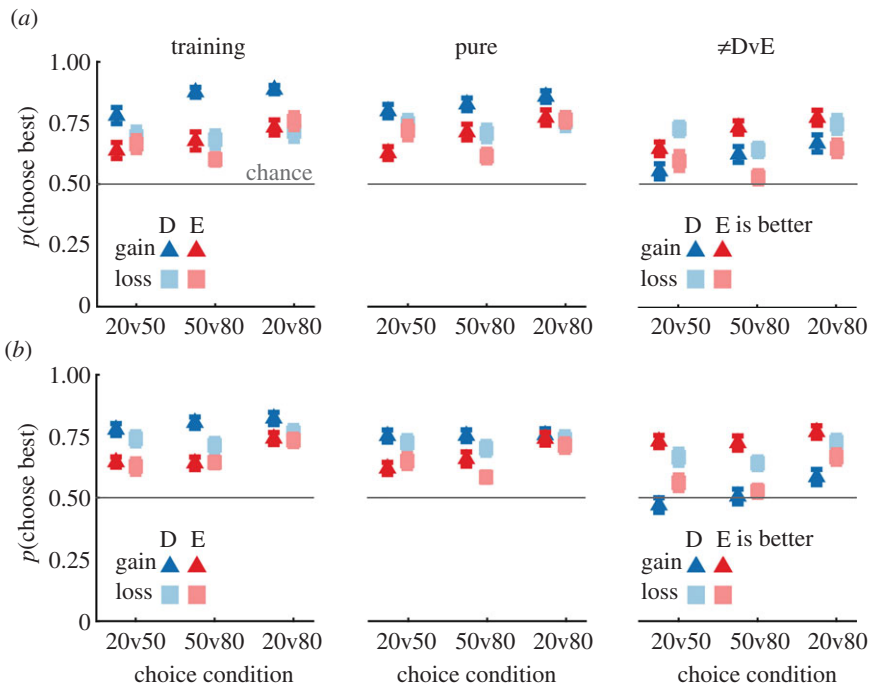 (a)
training pure ≠DvE
1.00
0.75
0.50
0.25
0
p(choose best)
chance
D E
gain
loss
D E is better
gain
loss
20v50 50v80 20v80
20v50 50v80 20v80
20v50 50v80 20v80
(b)
1.00
0.75
0.50
0.25
0
p(choose best)
D E
gain
loss
D E is better
gain
loss
20v50 50v80 20v80
20v50 50v80 20v80
20v50 50v80 20v80
choice condition choice condition choice condition